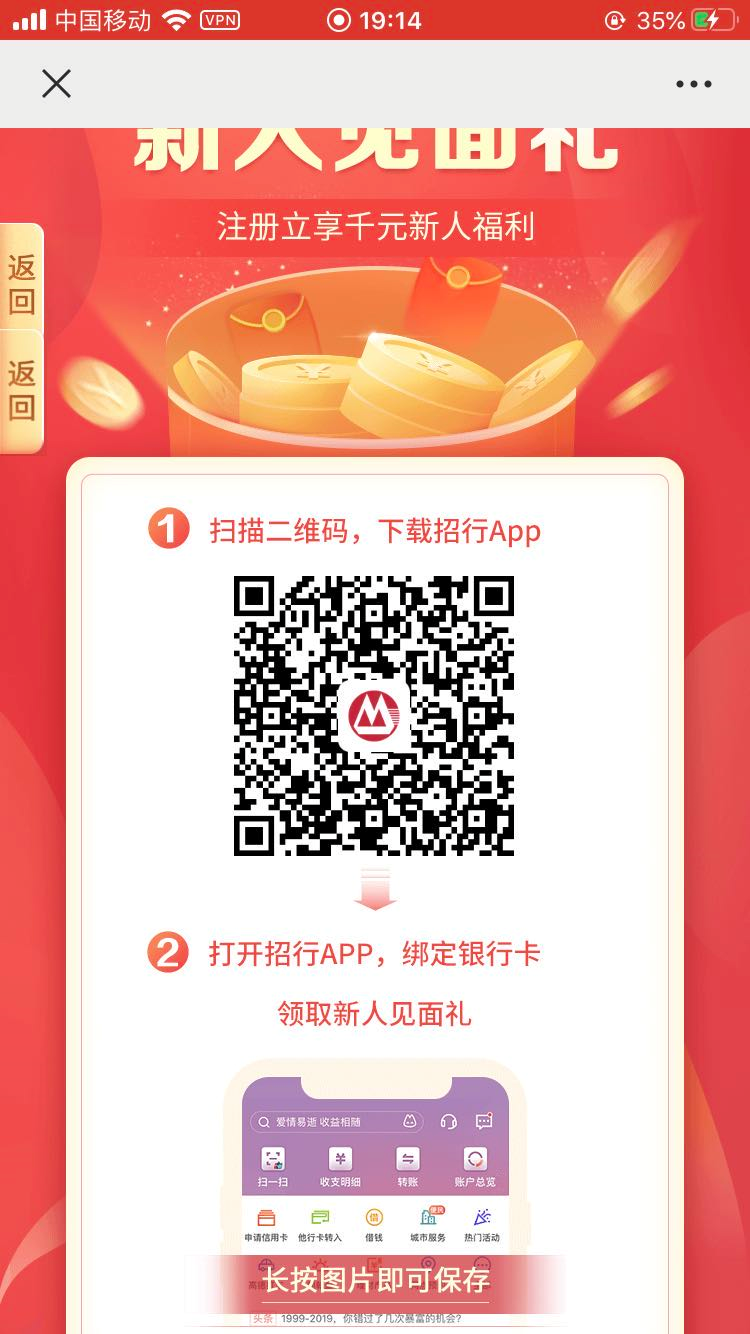 中国移动 VPN 19:14 35%
新人见面礼
注册立享千元新人福利
返回
返回
1 扫描二维码，下载招行App
2 打开招行APP，绑定银行卡
领取新人见面礼
爱情易逝 收益相随
扫一扫 收支明细 转账 账户总览
便民
申请信用卡 他行卡转入 借钱 城市服务 热门活动
长按图片即可保存
头条 1999-2019，你错过了几次暴富的机会?